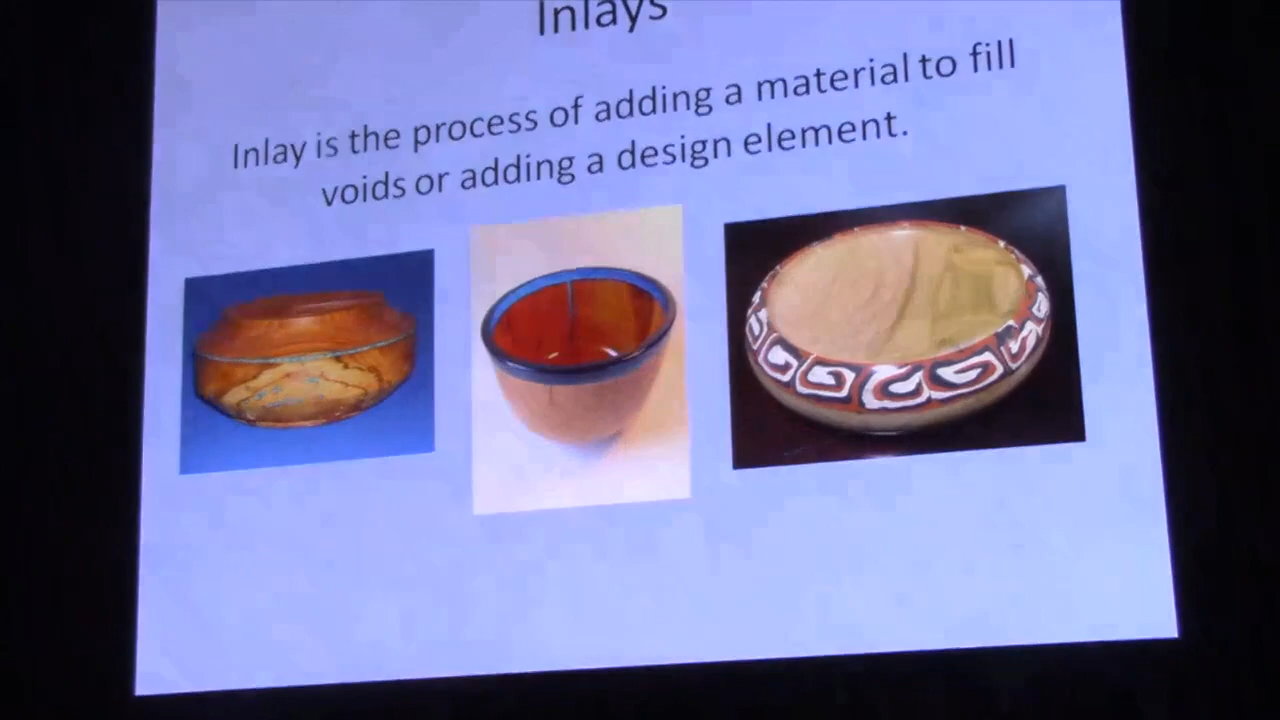 Inlays
Inlay is the process of adding a material to fill
voids or adding a design element.